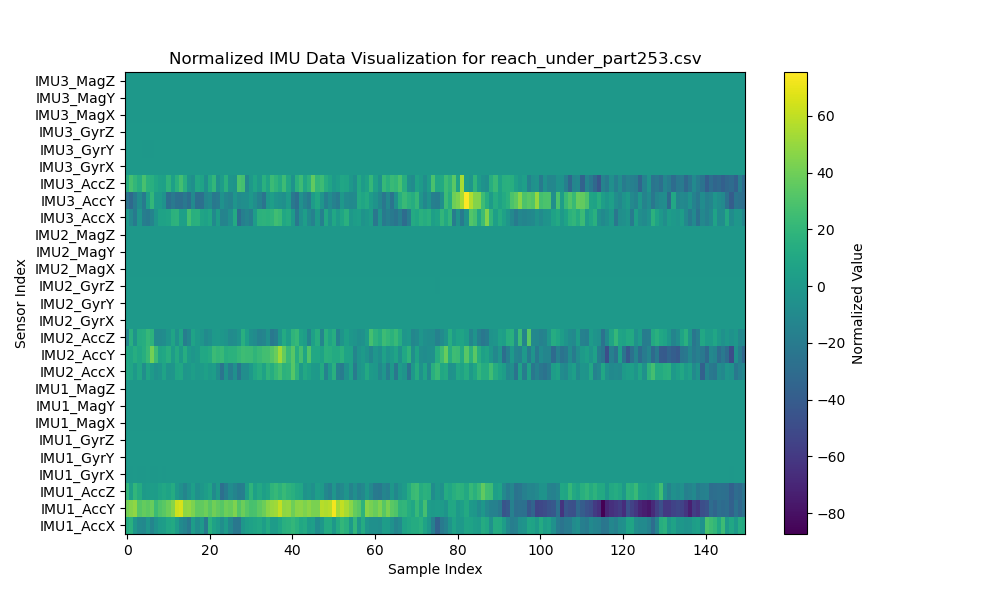 Normalized IMU Data Visualization for reach_under_part253.csv
IMU3_MagZ
IMU3_MagY
IMU3_MagX
IMU3_GyrZ
IMU3_GyrY
IMU3_GyrX
IMU3_AccZ
IMU3_AccY
IMU3_AccX
IMU2_MagZ
IMU2_MagY
IMU2_MagX
IMU2_GyrZ
IMU2_GyrY
IMU2_GyrX
IMU2_AccZ
IMU2_AccY
IMU2_AccX
IMU1_MagZ
IMU1_MagY
IMU1_MagX
IMU1_GyrZ
IMU1_GyrY
IMU1_GyrX
IMU1_AccZ
IMU1_AccY
IMU1_AccX
Sensor Index
0 20 40 60 80 100 120 140
Sample Index
60
40
20
0
−20
−40
−60
−80
Normalized Value